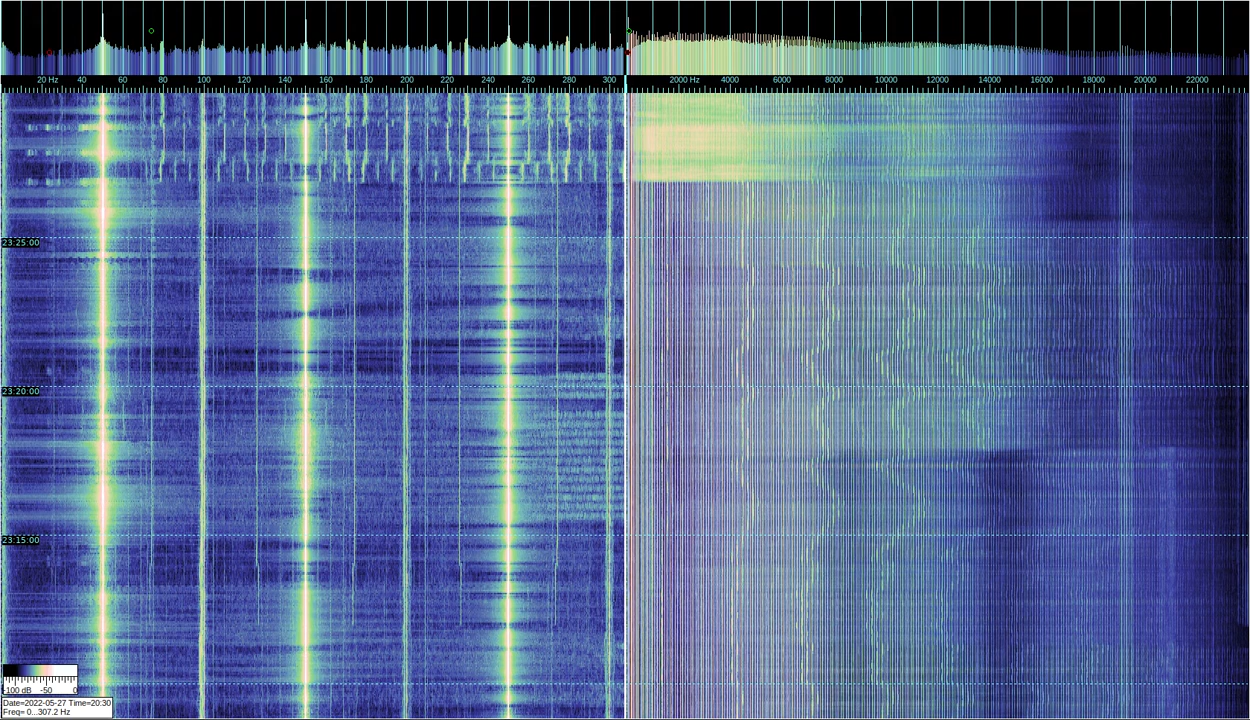 20 Hz 40 60 80 100 120 140 160 180 200 220 240 260 280 300 2000 Hz 4000 6000 8000 10000 12000 14000 16000 18000 20000 22000
23:25:00
23:20:00
23:15:00
-100 dB -50 0
Date=2022-05-27 Time=20:30
Freq= 0...307.2 Hz